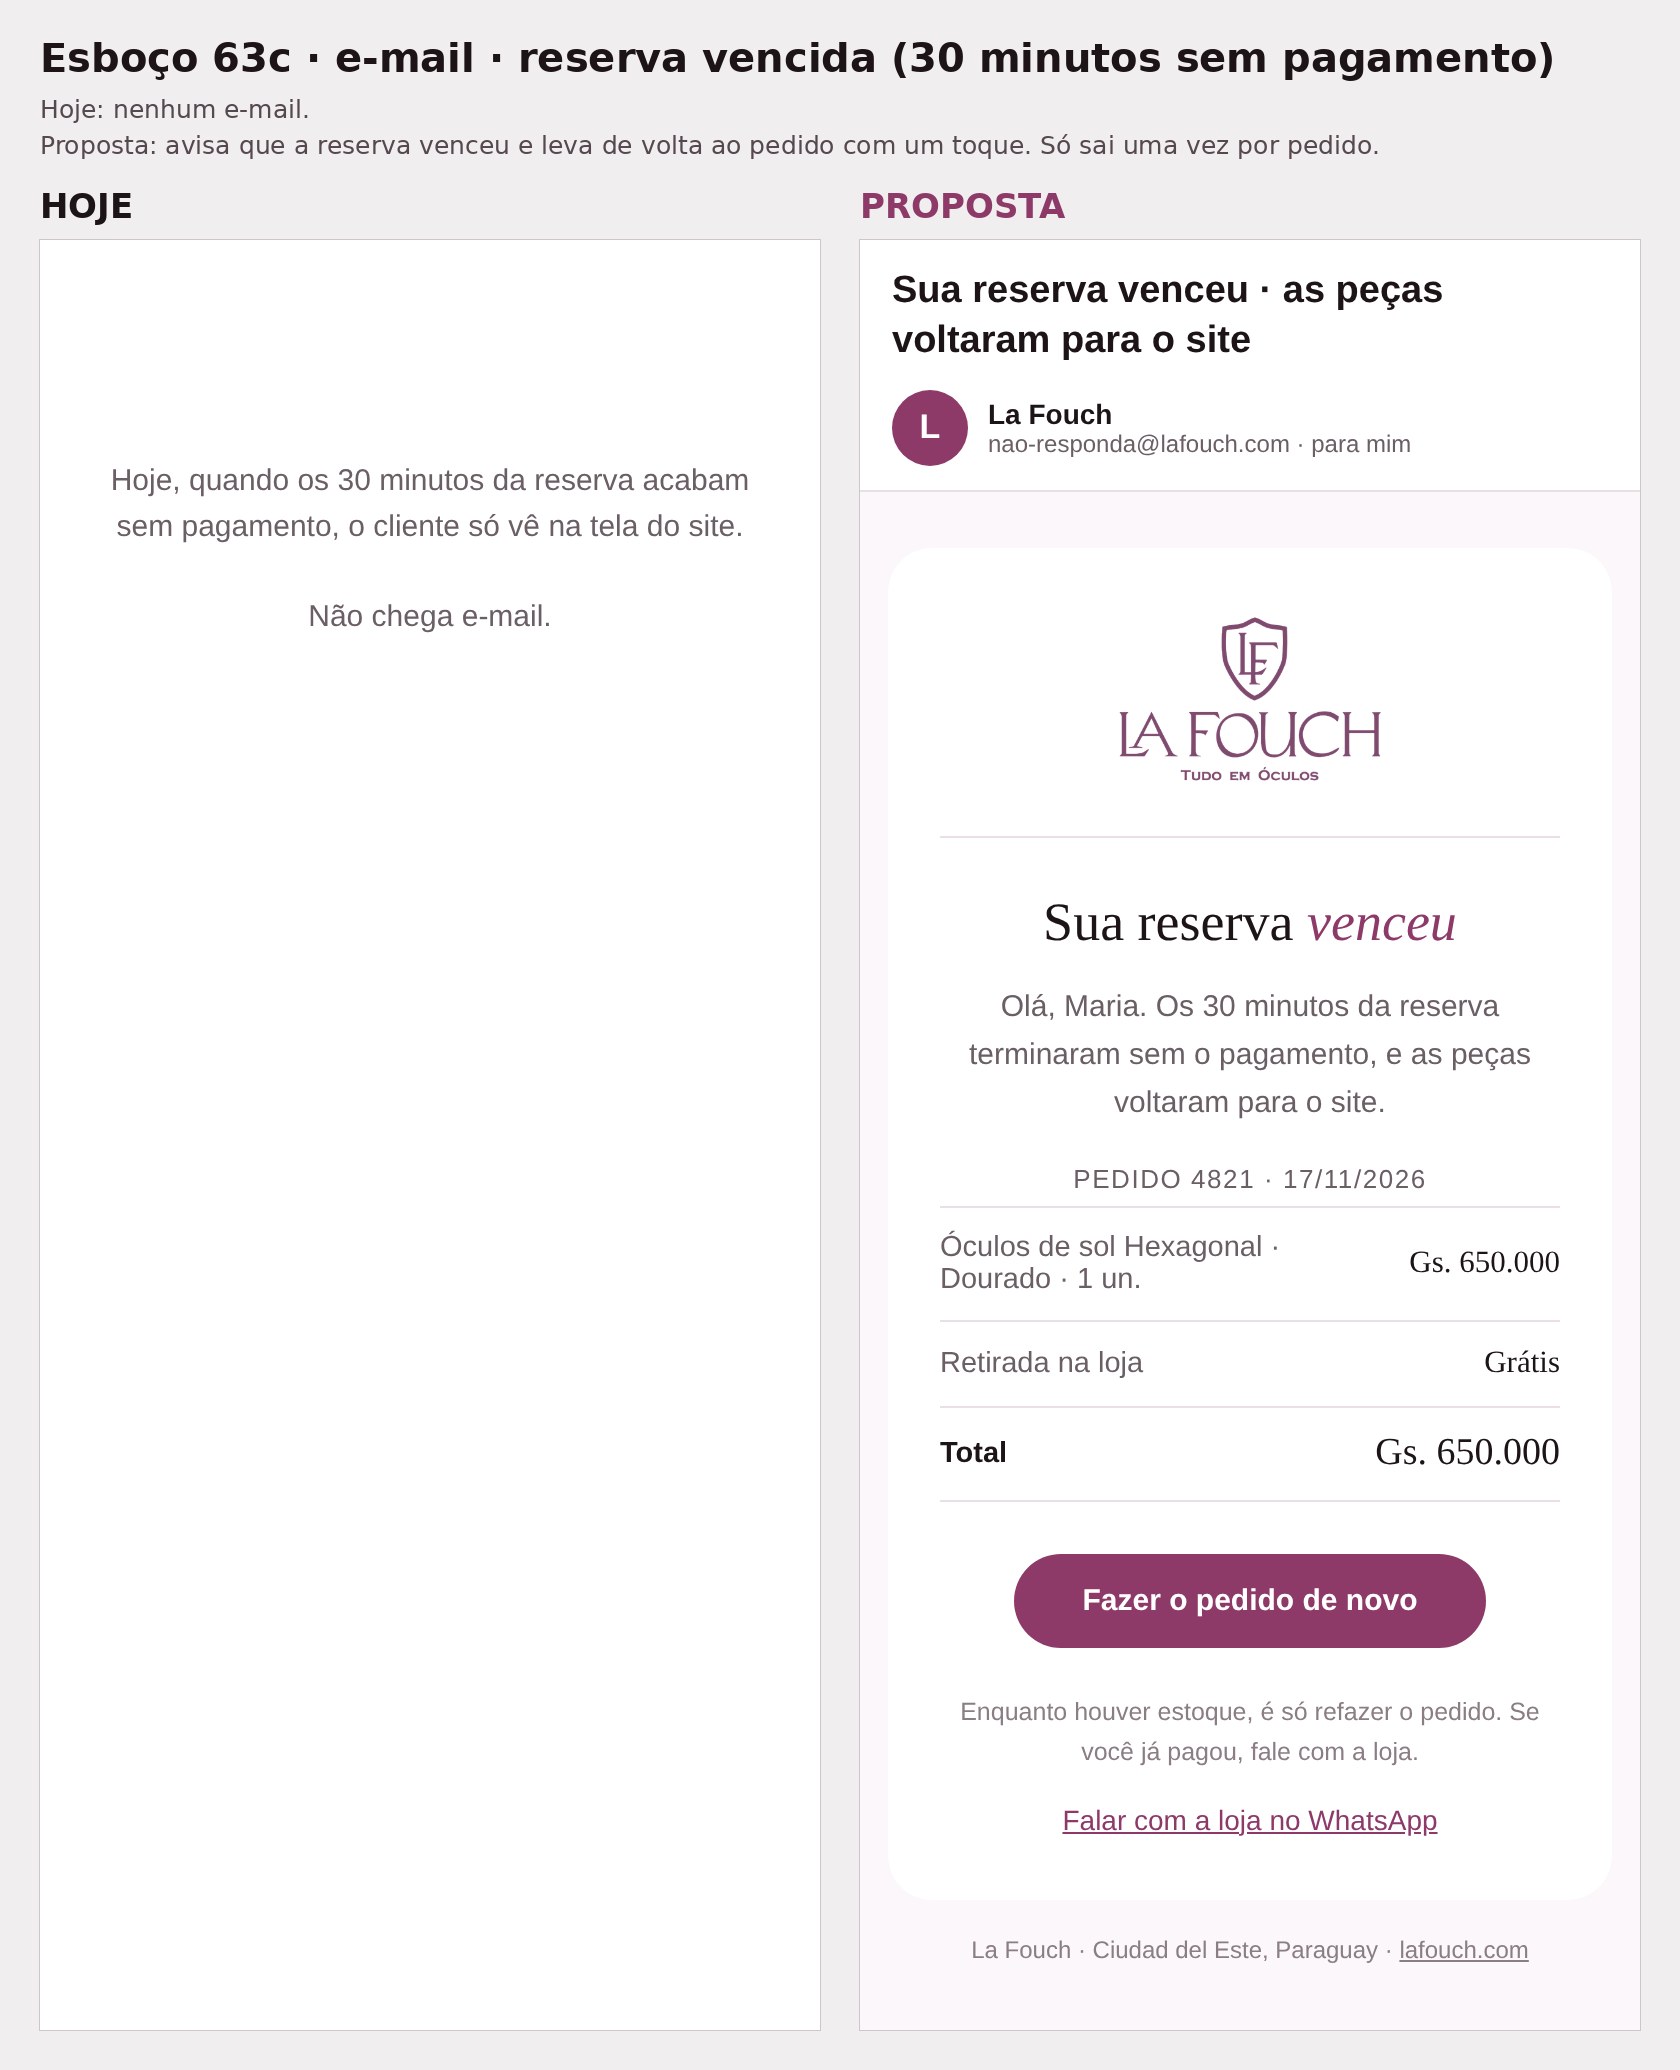 Esboço 63c · e-mail · reserva vencida (30 minutos sem pagamento)
Hoje: nenhum e-mail.
Proposta: avisa que a reserva venceu e leva de volta ao pedido com um toque. Só sai uma vez por pedido.
HOJE
Hoje, quando os 30 minutos da reserva acabam
sem pagamento, o cliente só vê na tela do site.
Não chega e-mail.
PROPOSTA
Sua reserva venceu · as peças
voltaram para o site
L
La Fouch
nao-responda@lafouch.com · para mim
LF
LA FOUCH
Tudo em Óculos
Sua reserva venceu
Olá, Maria. Os 30 minutos da reserva
terminaram sem o pagamento, e as peças
voltaram para o site.
PEDIDO 4821 · 17/11/2026
Óculos de sol Hexagonal ·
Dourado · 1 un.
Gs. 650.000
Retirada na loja
Grátis
Total
Gs. 650.000
Fazer o pedido de novo
Enquanto houver estoque, é só refazer o pedido. Se
você já pagou, fale com a loja.
Falar com a loja no WhatsApp
La Fouch · Ciudad del Este, Paraguay · lafouch.com